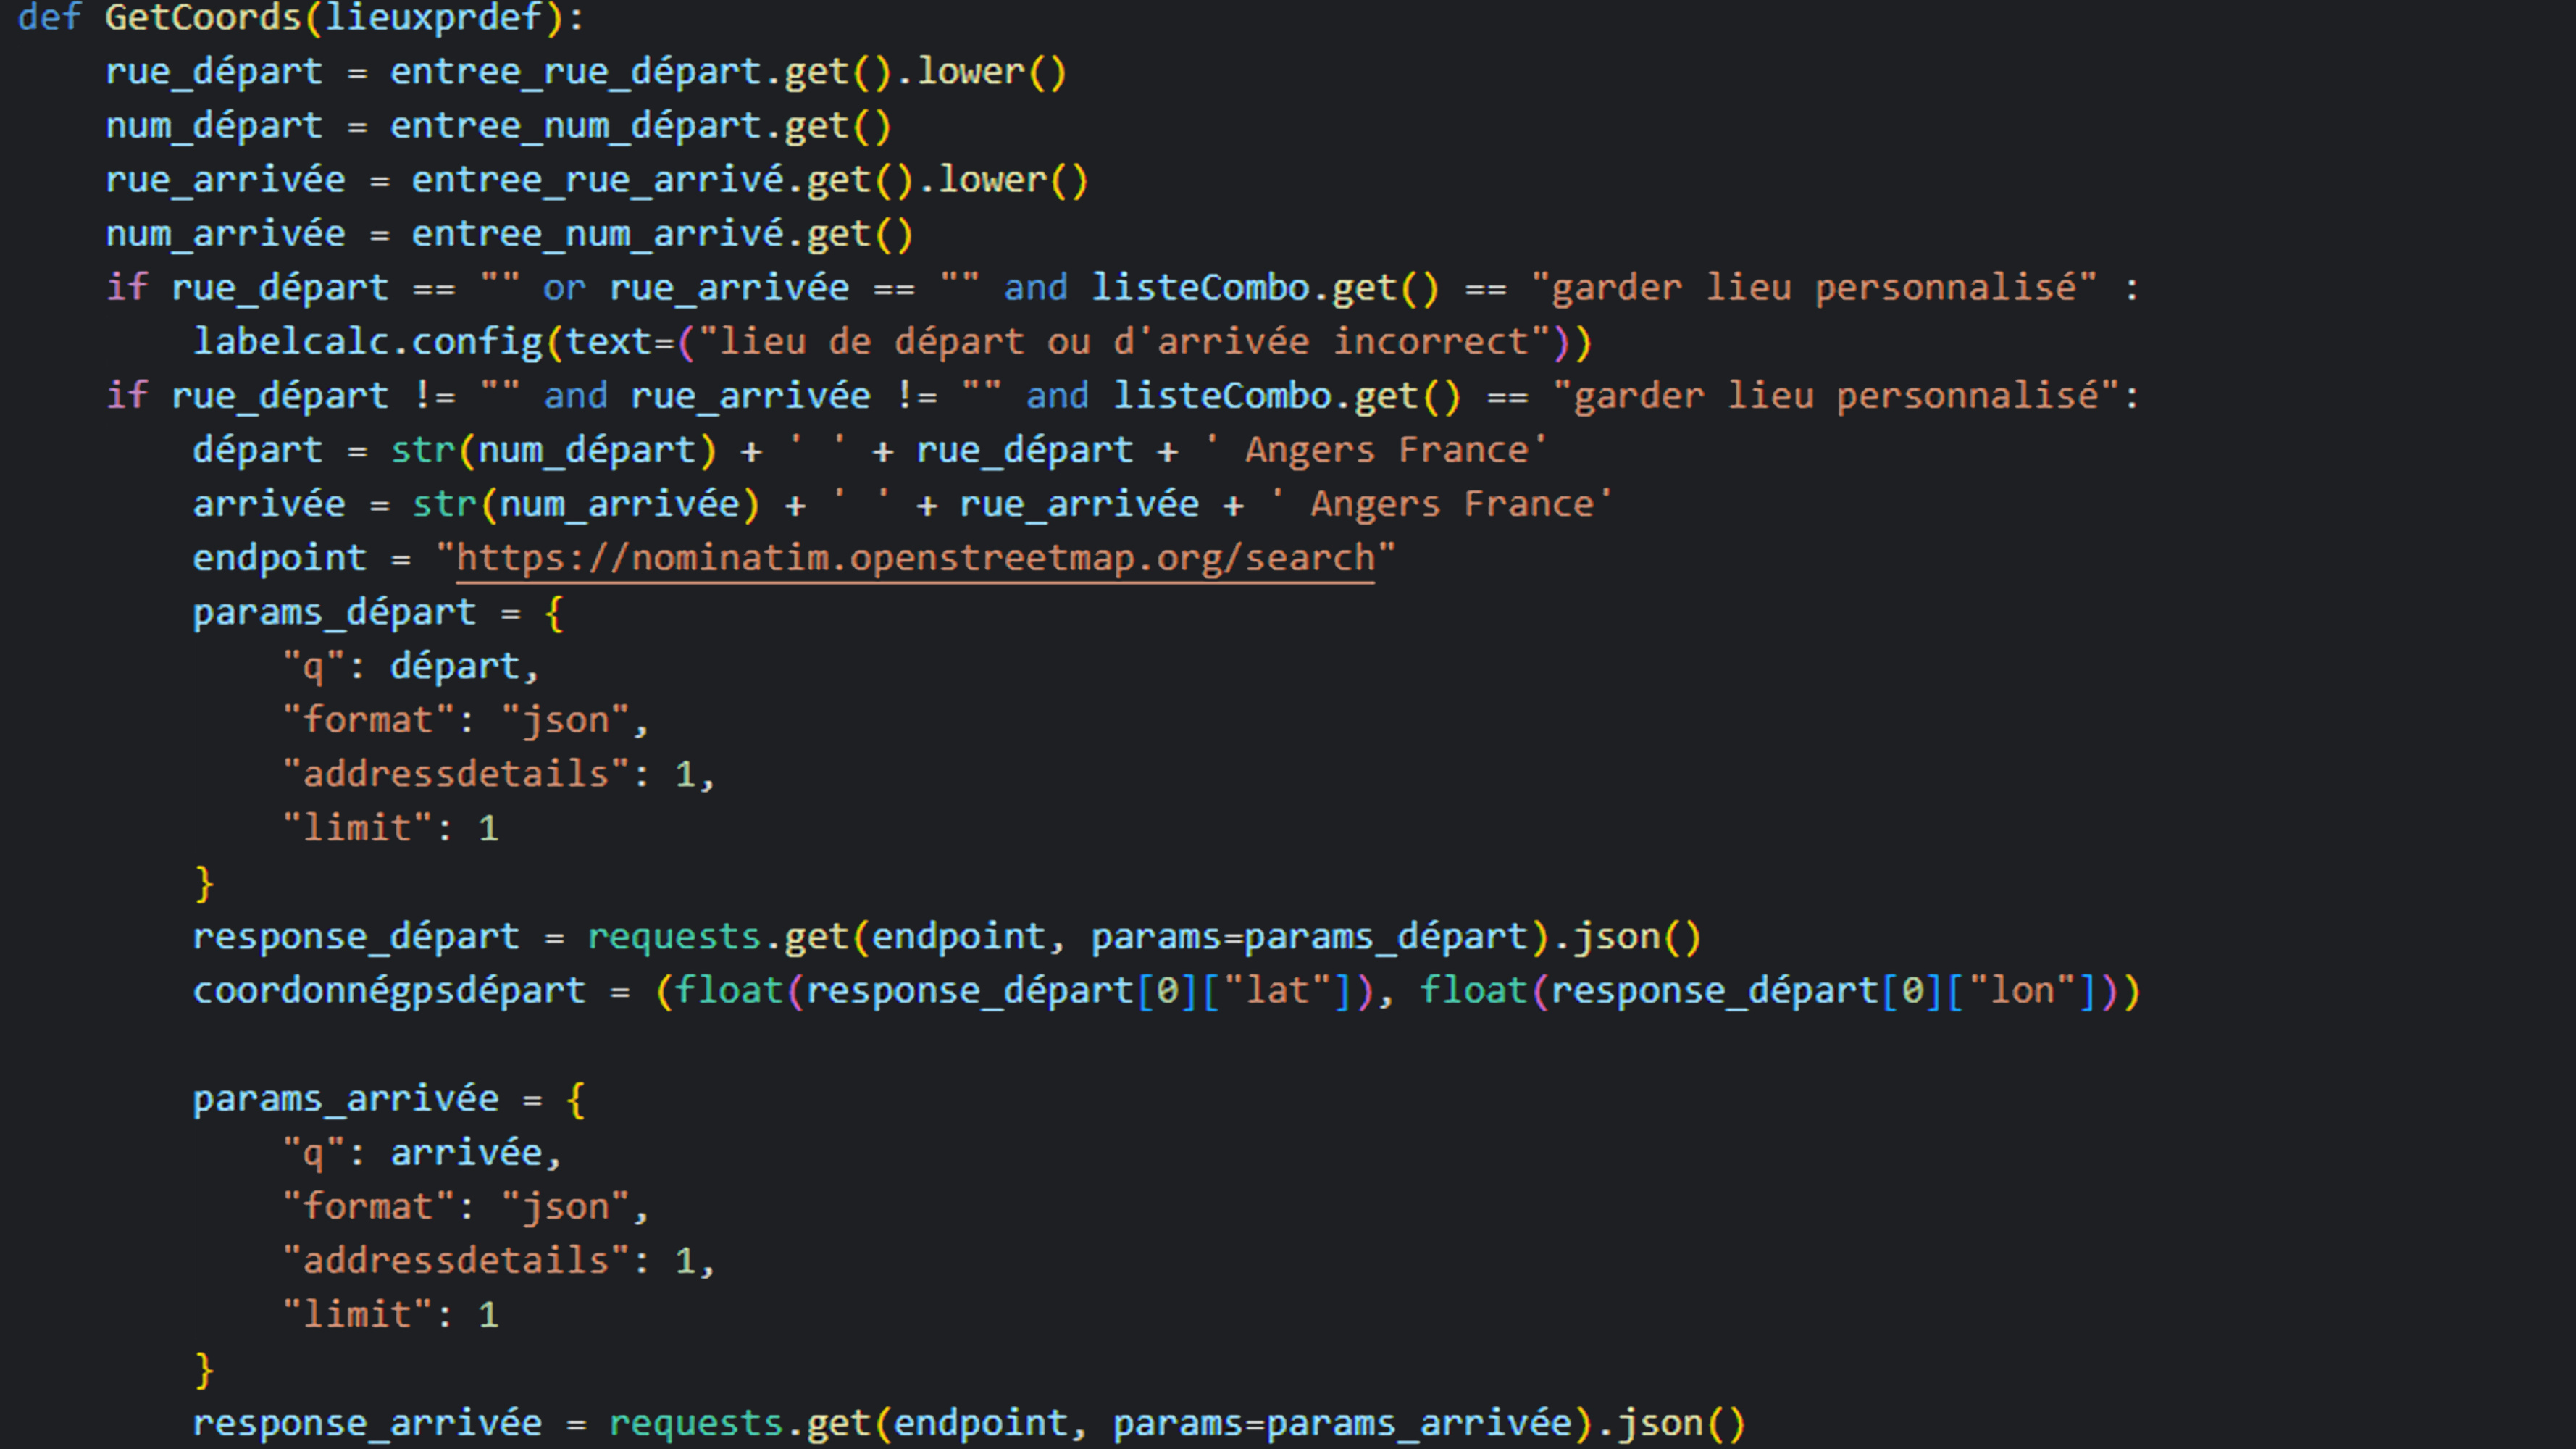 def GetCoords(lieuxprdef):
    rue_départ = entree_rue_départ.get().lower()
    num_départ = entree_num_départ.get()
    rue_arrivée = entree_rue_arrivé.get().lower()
    num_arrivée = entree_num_arrivé.get()
    if rue_départ == "" or rue_arrivée == "" and listeCombo.get() == "garder lieu personnalisé" :
        labelcalc.config(text=("lieu de départ ou d'arrivée incorrect"))
    if rue_départ != "" and rue_arrivée != "" and listeCombo.get() == "garder lieu personnalisé":
        départ = str(num_départ) + ' ' + rue_départ + ' Angers France'
        arrivée = str(num_arrivée) + ' ' + rue_arrivée + ' Angers France'
        endpoint = "https://nominatim.openstreetmap.org/search"
        params_départ = {
            "q": départ,
            "format": "json",
            "addressdetails": 1,
            "limit": 1
        }
        response_départ = requests.get(endpoint, params=params_départ).json()
        coordonnégpsdépart = (float(response_départ[0]["lat"]), float(response_départ[0]["lon"]))

        params_arrivée = {
            "q": arrivée,
            "format": "json",
            "addressdetails": 1,
            "limit": 1
        }
        response_arrivée = requests.get(endpoint, params=params_arrivée).json()